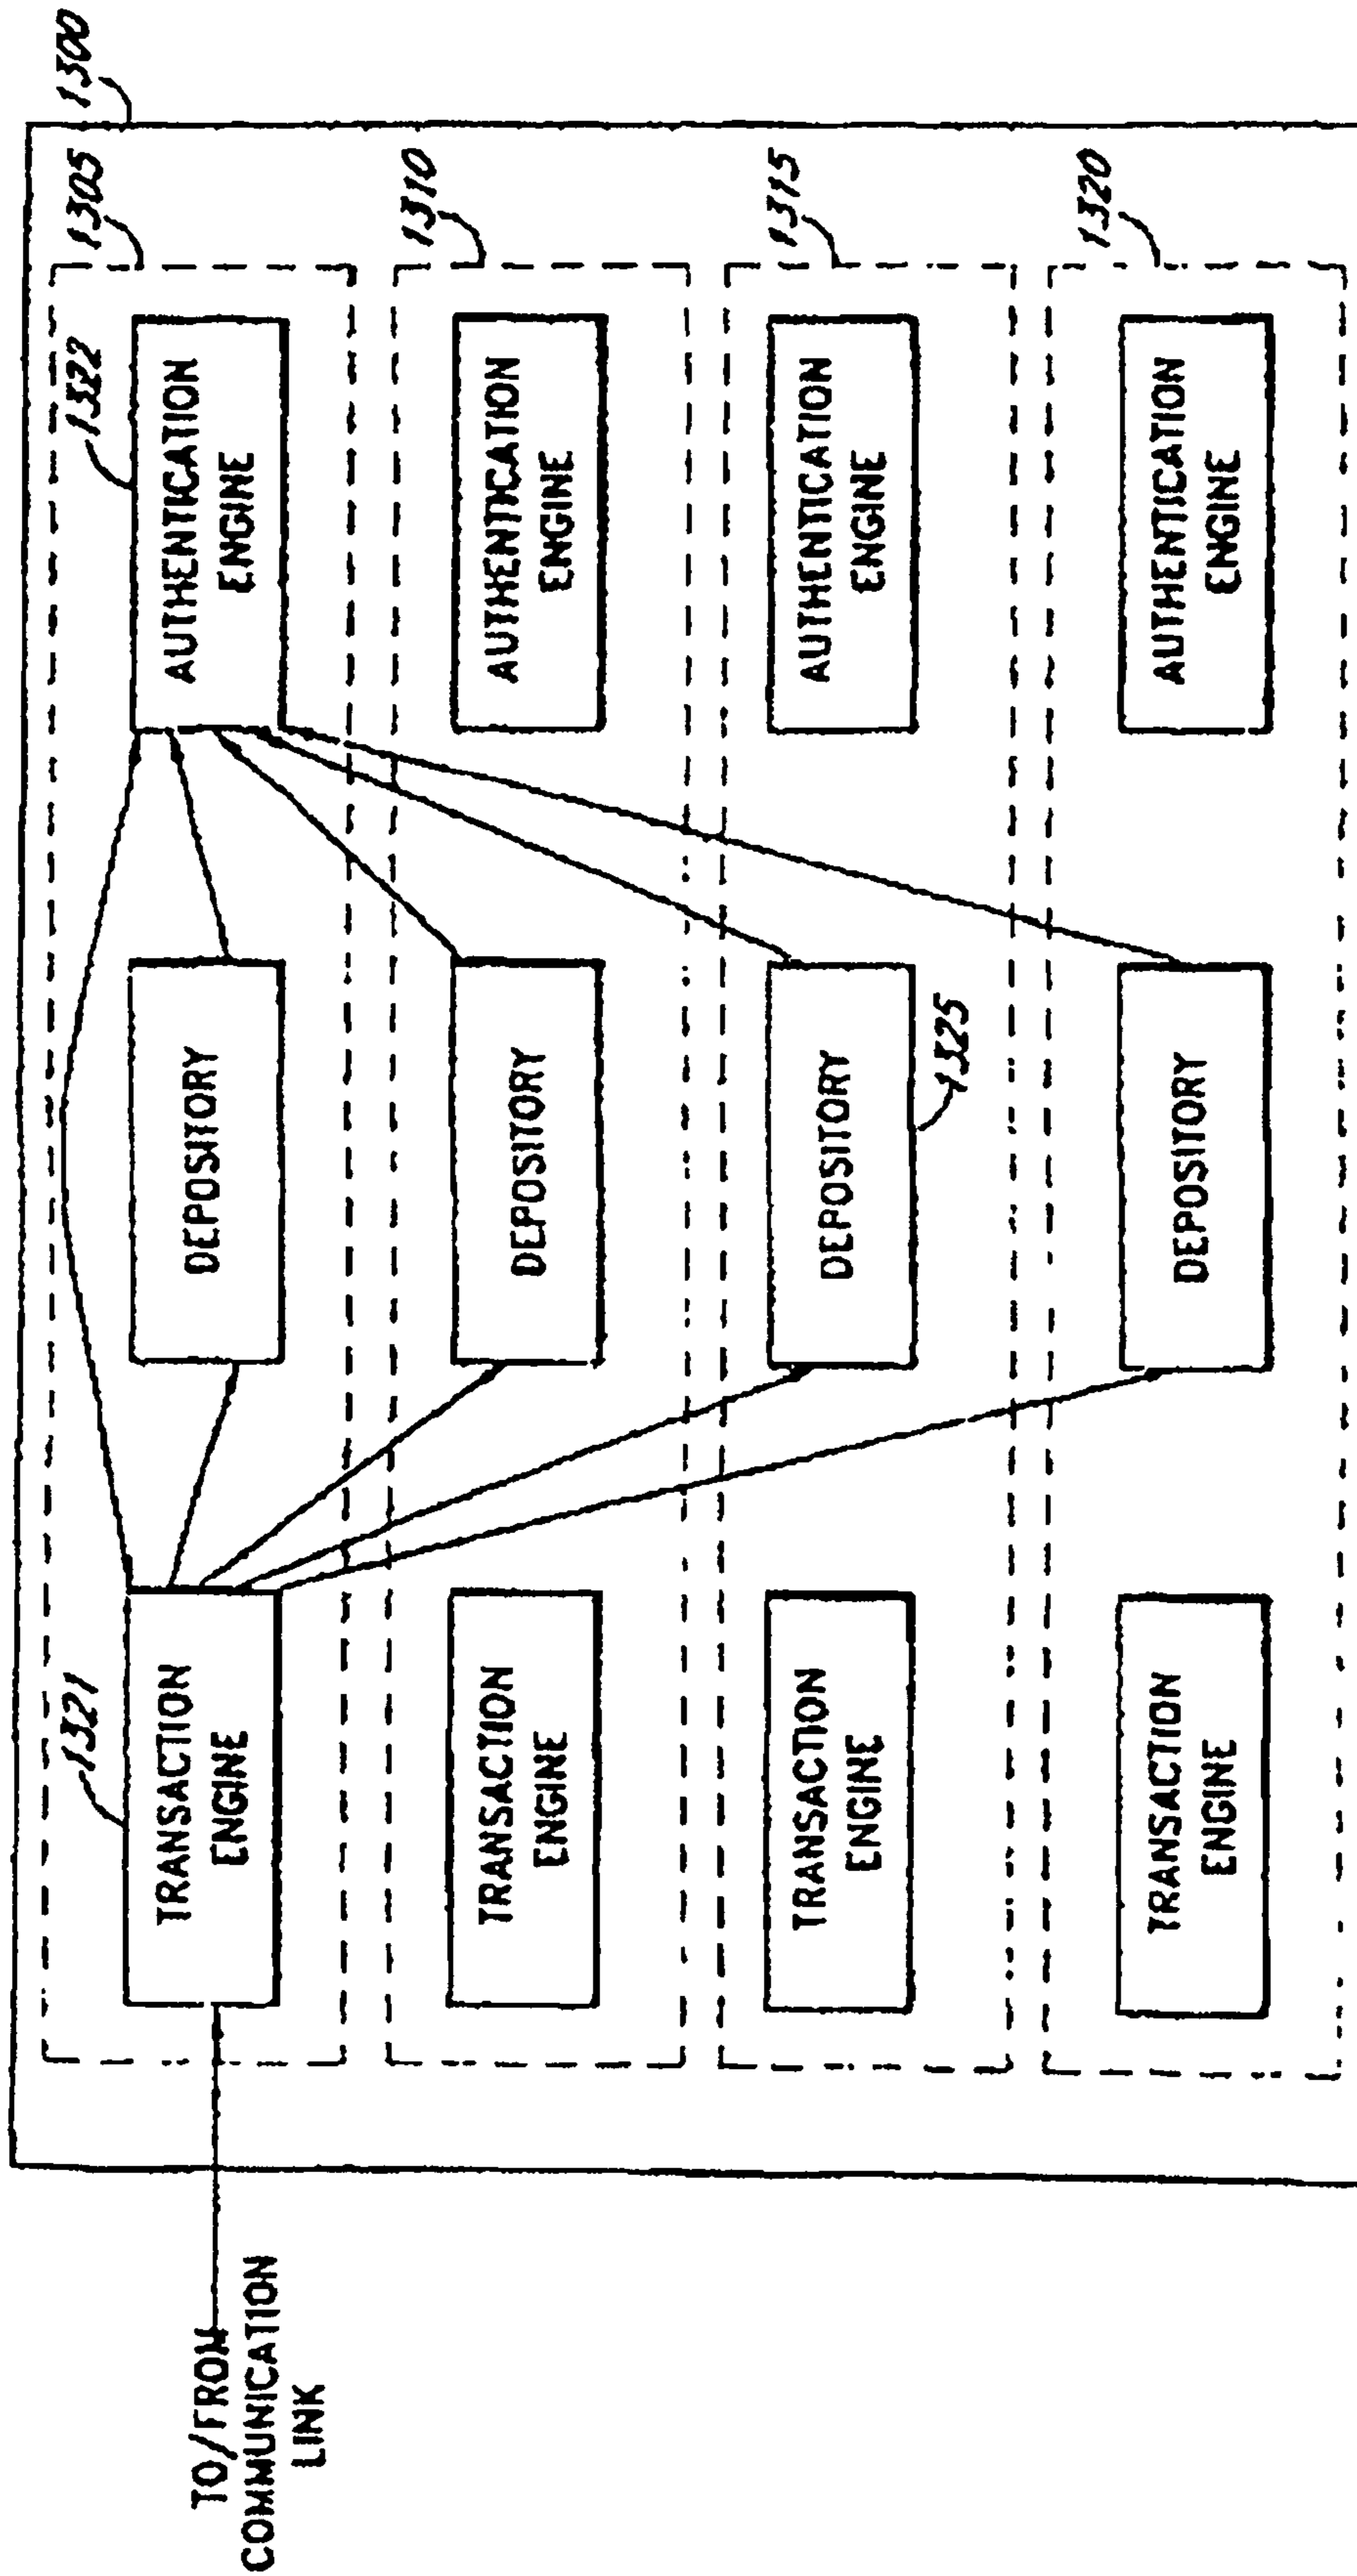 1300
1305
1322
1321
TRANSACTION
ENGINE
DEPOSITORY
AUTHENTICATION
ENGINE
TO/FROM
COMMUNICATION
LINK
1310
TRANSACTION
ENGINE
DEPOSITORY
AUTHENTICATION
ENGINE
1315
TRANSACTION
ENGINE
DEPOSITORY
1325
AUTHENTICATION
ENGINE
1320
TRANSACTION
ENGINE
DEPOSITORY
AUTHENTICATION
ENGINE